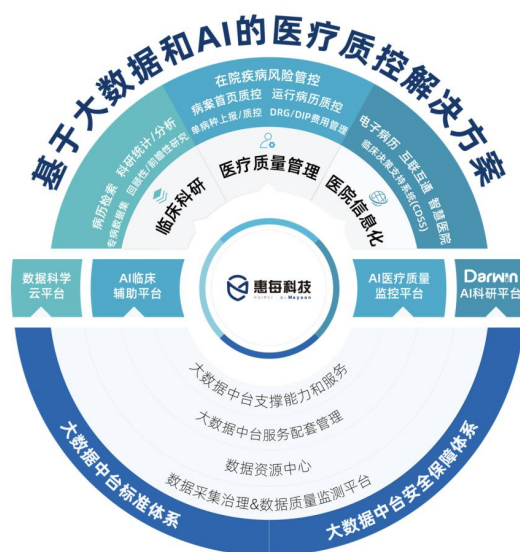 基于大数据和AI的医疗质控解决方案
在院疾病风险管控
病案首页质控 运行病历质控
单病种上报/质控 DRG/DIP费用管理
病历检索 科研统计/分析
专病数据集 回顾性/前瞻性研究
电子病历 互联互通 智慧医院
临床决策支持系统(CDSS)
临床科研
医疗质量管理
医院信息化
数据科学
云平台
AI临床
辅助平台
惠每科技
AI医疗质量
监控平台
Darwin
AI科研平台
大数据中台支撑能力和服务
大数据中台服务配套管理
数据资源中心
数据采集治理&数据质量监测平台
大数据中台标准体系
大数据中台安全保障体系